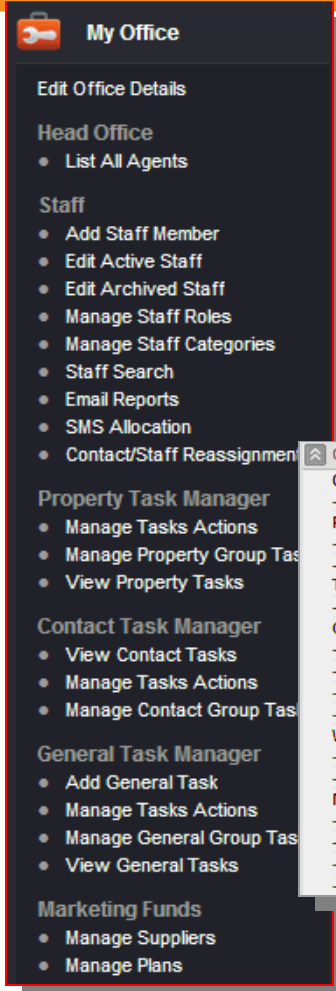 My Office
Edit Office Details
Head Office
List All Agents
Staff
Add Staff Member
Edit Active Staff
Edit Archived Staff
Manage Staff Roles
Manage Staff Categories
Staff Search
Email Reports
SMS Allocation
Contact/Staff Reassignment
Property Task Manager
Manage Tasks Actions
Manage Property Group
View Property Tasks
Contact Task Manager
View Contact Tasks
Manage Tasks Actions
Manage Contact Group
General Task Manager
Add General Task
Manage Tasks Actions
Manage General Group
View General Tasks
Marketing Funds
Manage Suppliers
Manage Plans